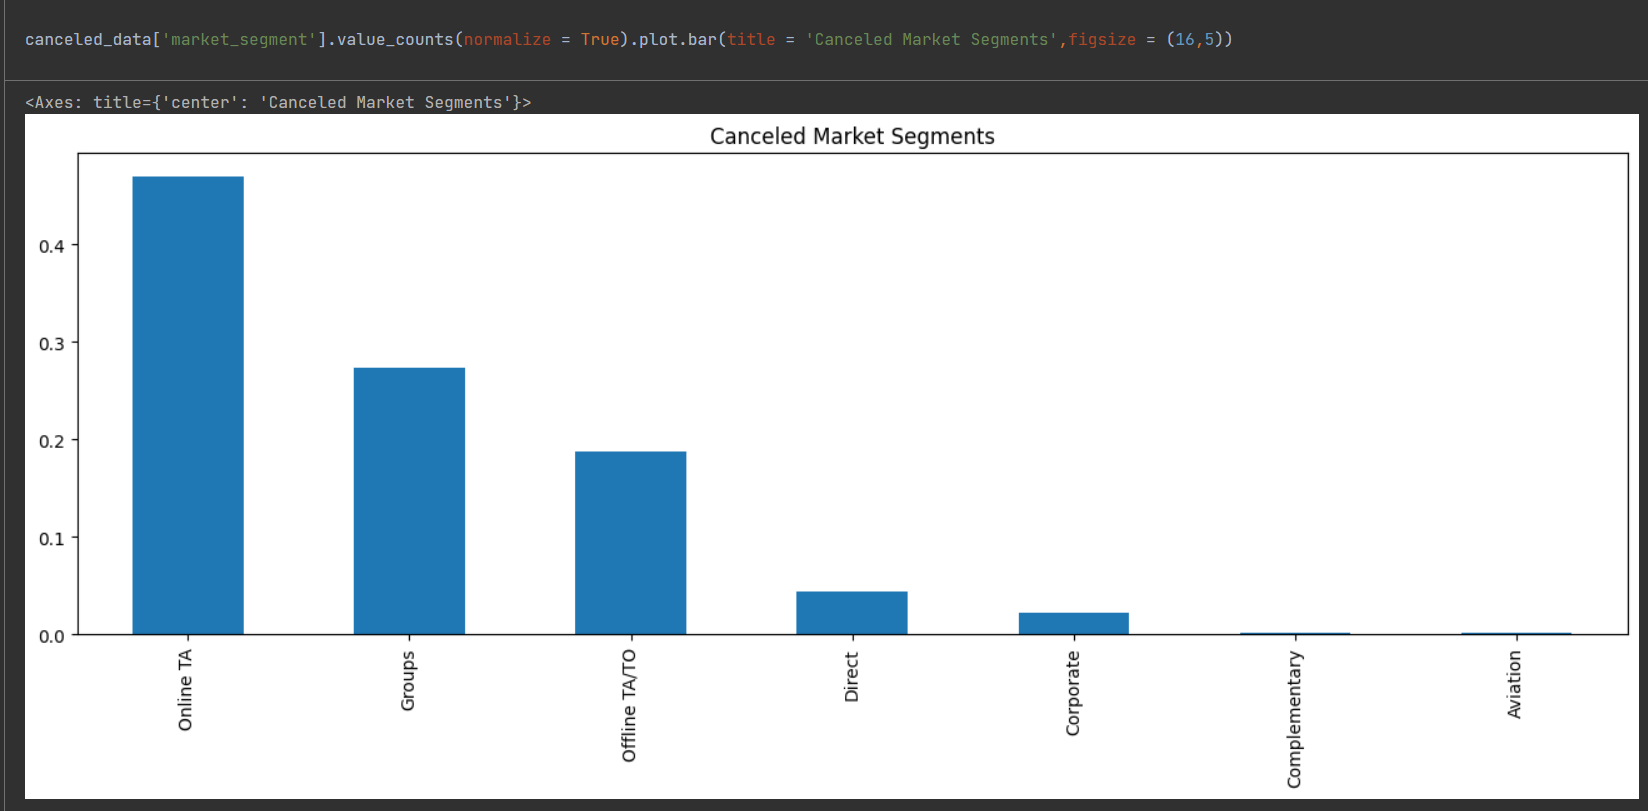 canceled_data['market_segment'].value_counts(normalize = True).plot.bar(title = 'Canceled Market Segments',figsize = (16,5))
<Axes: title={'center': 'Canceled Market Segments'}>
Canceled Market Segments
0.4
0.3
0.2
0.1
0.0
Online TA
Groups
Offline TA/TO
Direct
Corporate
Complementary
Aviation